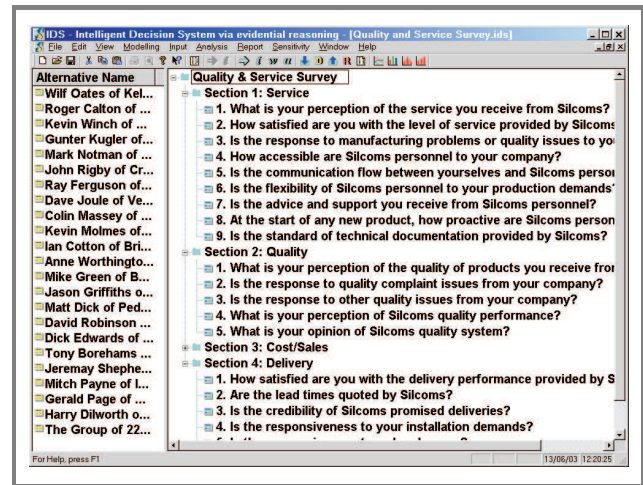 IDS - Intelligent Decision System via evidential reasoning - [Quality and Service Survey.ids]
File Edit View Modelling Input Analysis Report Sensitivity Window Help
Alternative Name
Wilf Oates of Kel...
Roger Calton of ...
Kevin Winch of ...
Gunter Kugler of...
Mark Notman of ...
John Rigby of Cr...
Ray Ferguson of...
Dave Joule of Ve...
Colin Massey of ...
Kevin Molmes of...
Ian Cotton of Bri...
Anne Worthingto...
Mike Green of B...
Jason Griffiths o...
Matt Dick of Ped...
David Robinson ...
Dick Edwards of ...
Tony Borehams ...
Jeremay Shephe...
Mitch Payne of I...
Gerald Page of ...
Harry Dilworth o...
The Group of 22...
Quality & Service Survey
Section 1: Service
1. What is your perception of the service you receive from Silcoms?
2. How satisfied are you with the level of service provided by Silcoms
3. Is the response to manufacturing problems or quality issues to yo
4. How accessible are Silcoms personnel to your company?
5. Is the communication flow between yourselves and Silcoms person
6. Is the flexibility of Silcoms personnel to your production demands
7. Is the advice and support you receive from Silcoms personnel?
8. At the start of any new product, how proactive are Silcoms person
9. Is the standard of technical documentation provided by Silcoms?
Section 2: Quality
1. What is your perception of the quality of products you receive fror
2. Is the response to quality complaint issues from your company?
3. Is the response to other quality issues from your company?
4. What is your perception of Silcoms quality performance?
5. What is your opinion of Silcoms quality system?
Section 3: Cost/Sales
Section 4: Delivery
1. How satisfied are you with the delivery performance provided by S
2. Are the lead times quoted by Silcoms?
3. Is the credibility of Silcoms promised deliveries?
4. Is the responsiveness to your installation demands?
For Help, press F1
13/06/03 12:20:25